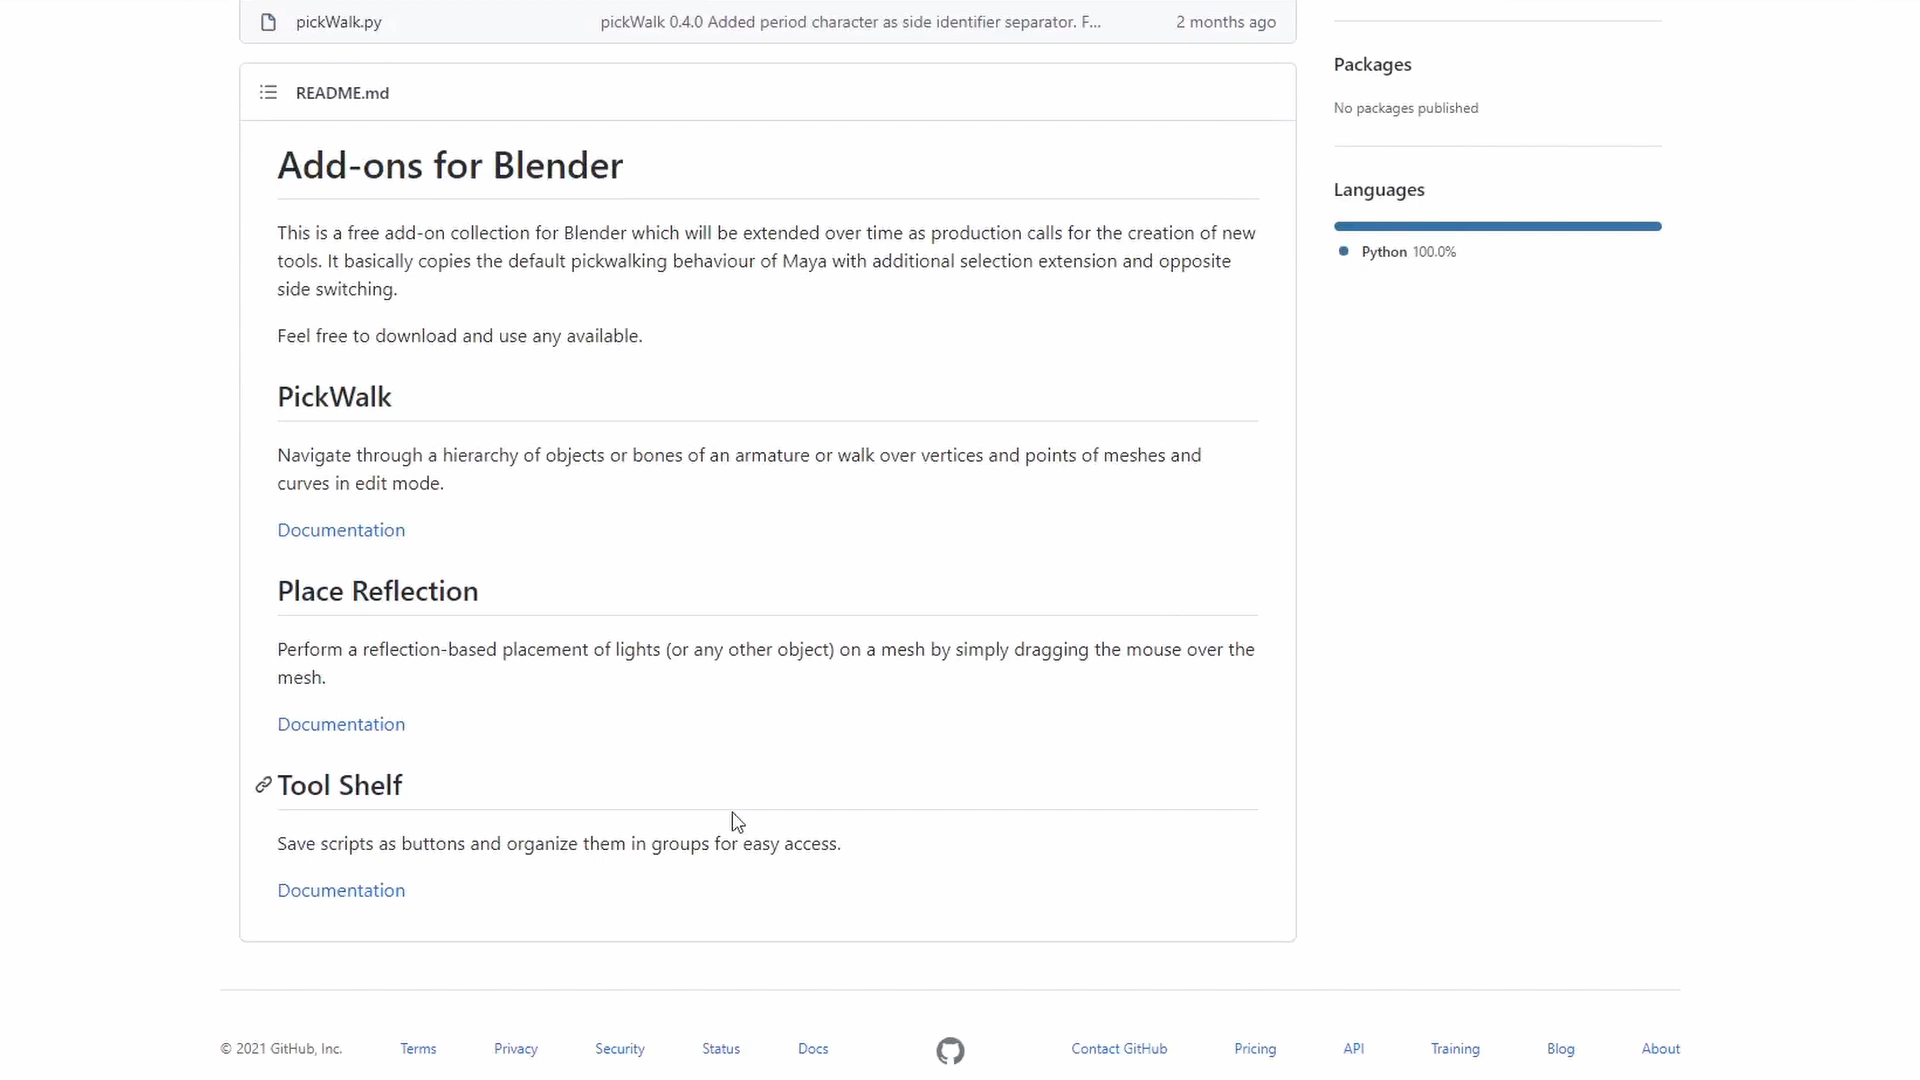 pickWalk.py pickWalk 0.4.0 Added period character as side identifier separator. F... 2 months ago
README.md
Add-ons for Blender
This is a free add-on collection for Blender which will be extended over time as production calls for the creation of new
tools. It basically copies the default pickwalking behaviour of Maya with additional selection extension and opposite
side switching.
Feel free to download and use any available.
PickWalk
Navigate through a hierarchy of objects or bones of an armature or walk over vertices and points of meshes and
curves in edit mode.
Documentation
Place Reflection
Perform a reflection-based placement of lights (or any other object) on a mesh by simply dragging the mouse over the
mesh.
Documentation
Tool Shelf
Save scripts as buttons and organize them in groups for easy access.
Documentation
Packages
No packages published
Languages
Python 100.0%
© 2021 GitHub, Inc. Terms Privacy Security Status Docs Contact GitHub Pricing API Training Blog About